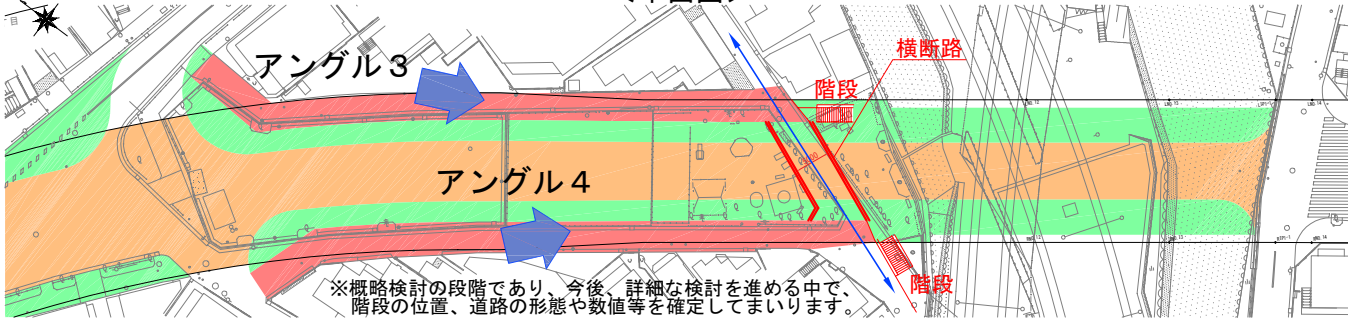 アングル３
横断路
階段
アングル４
階段
※概略検討の段階であり、今後、詳細な検討を進める中で、
階段の位置、道路の形態や数値等を確定してまいります。